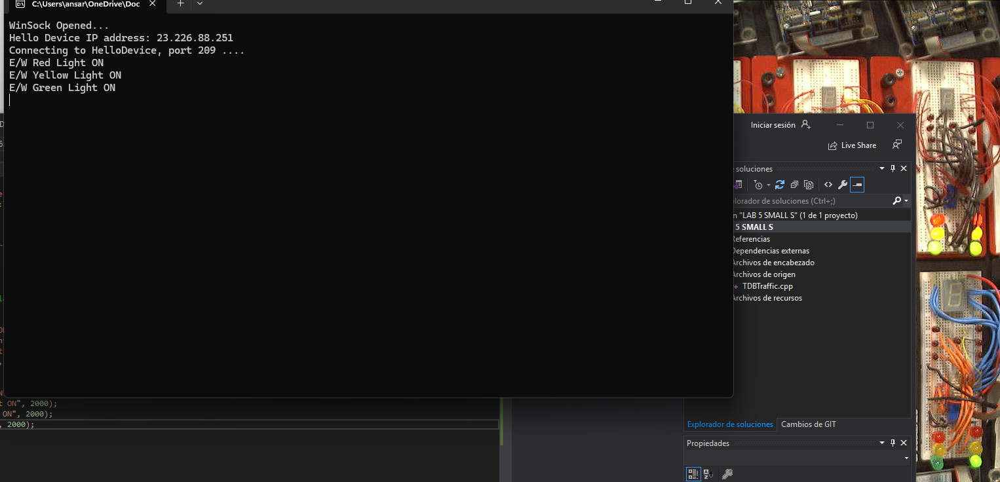 C:\Users\ansar\OneDrive\Doc
WinSock Opened...
Hello Device IP address: 23.226.88.251
Connecting to HelloDevice, port 209 ....
E/W Red Light ON
E/W Yellow Light ON
E/W Green Light ON
Iniciar sesión
Live Share
soluciones
lorador de soluciones (Ctrl+;)
n "LAB 5 SMALL S" (1 de 1 proyecto)
5 SMALL S
Referencias
Dependencias externas
Archivos de encabezado
Archivos de origen
TDBTraffic.cpp
Archivos de recursos
t ON", 2000);
ON", 2000);
, 2000);
Explorador de soluciones
Cambios de GIT
Propiedades